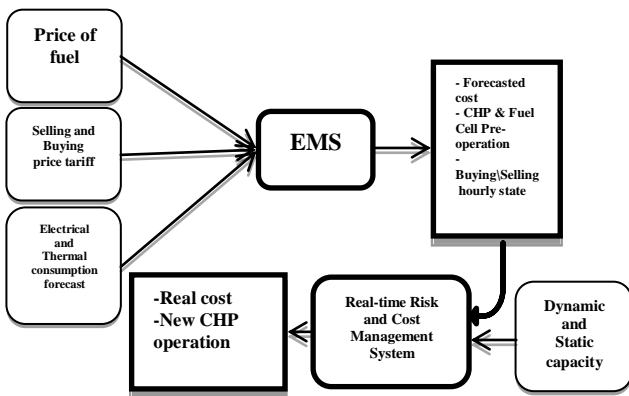 Price of
fuel
Selling and
Buying
price tariff
Electrical
and
Thermal
consumption
forecast
EMS
- Forecasted
cost
- CHP & Fuel
Cell Pre-
operation
-
Buying\Selling
hourly state
-Real cost
-New CHP
operation
Real-time Risk
and Cost
Management
System
Dynamic
and
Static
capacity